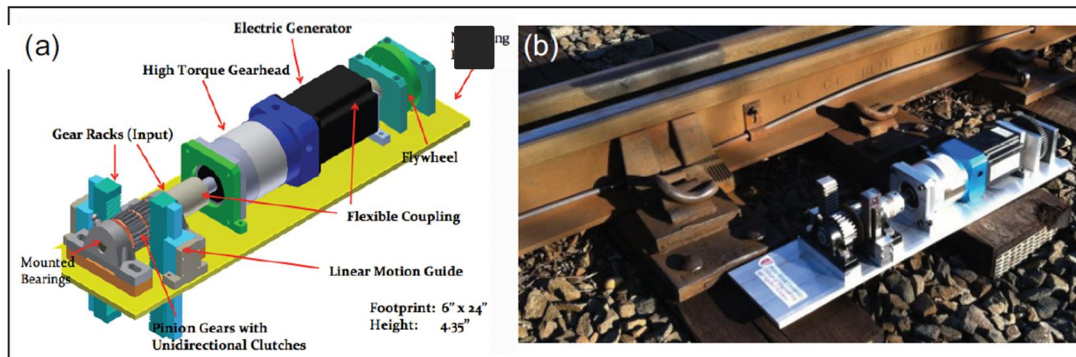 (a)
Electric Generator
High Torque Gearhead
Gear Racks (Input)
Flywheel
Flexible Coupling
Mounted
Bearings
Linear Motion Guide
Footprint: 6" x 24"
Height: 4.35"
Pinion Gears with
Unidirectional Clutches
(b)